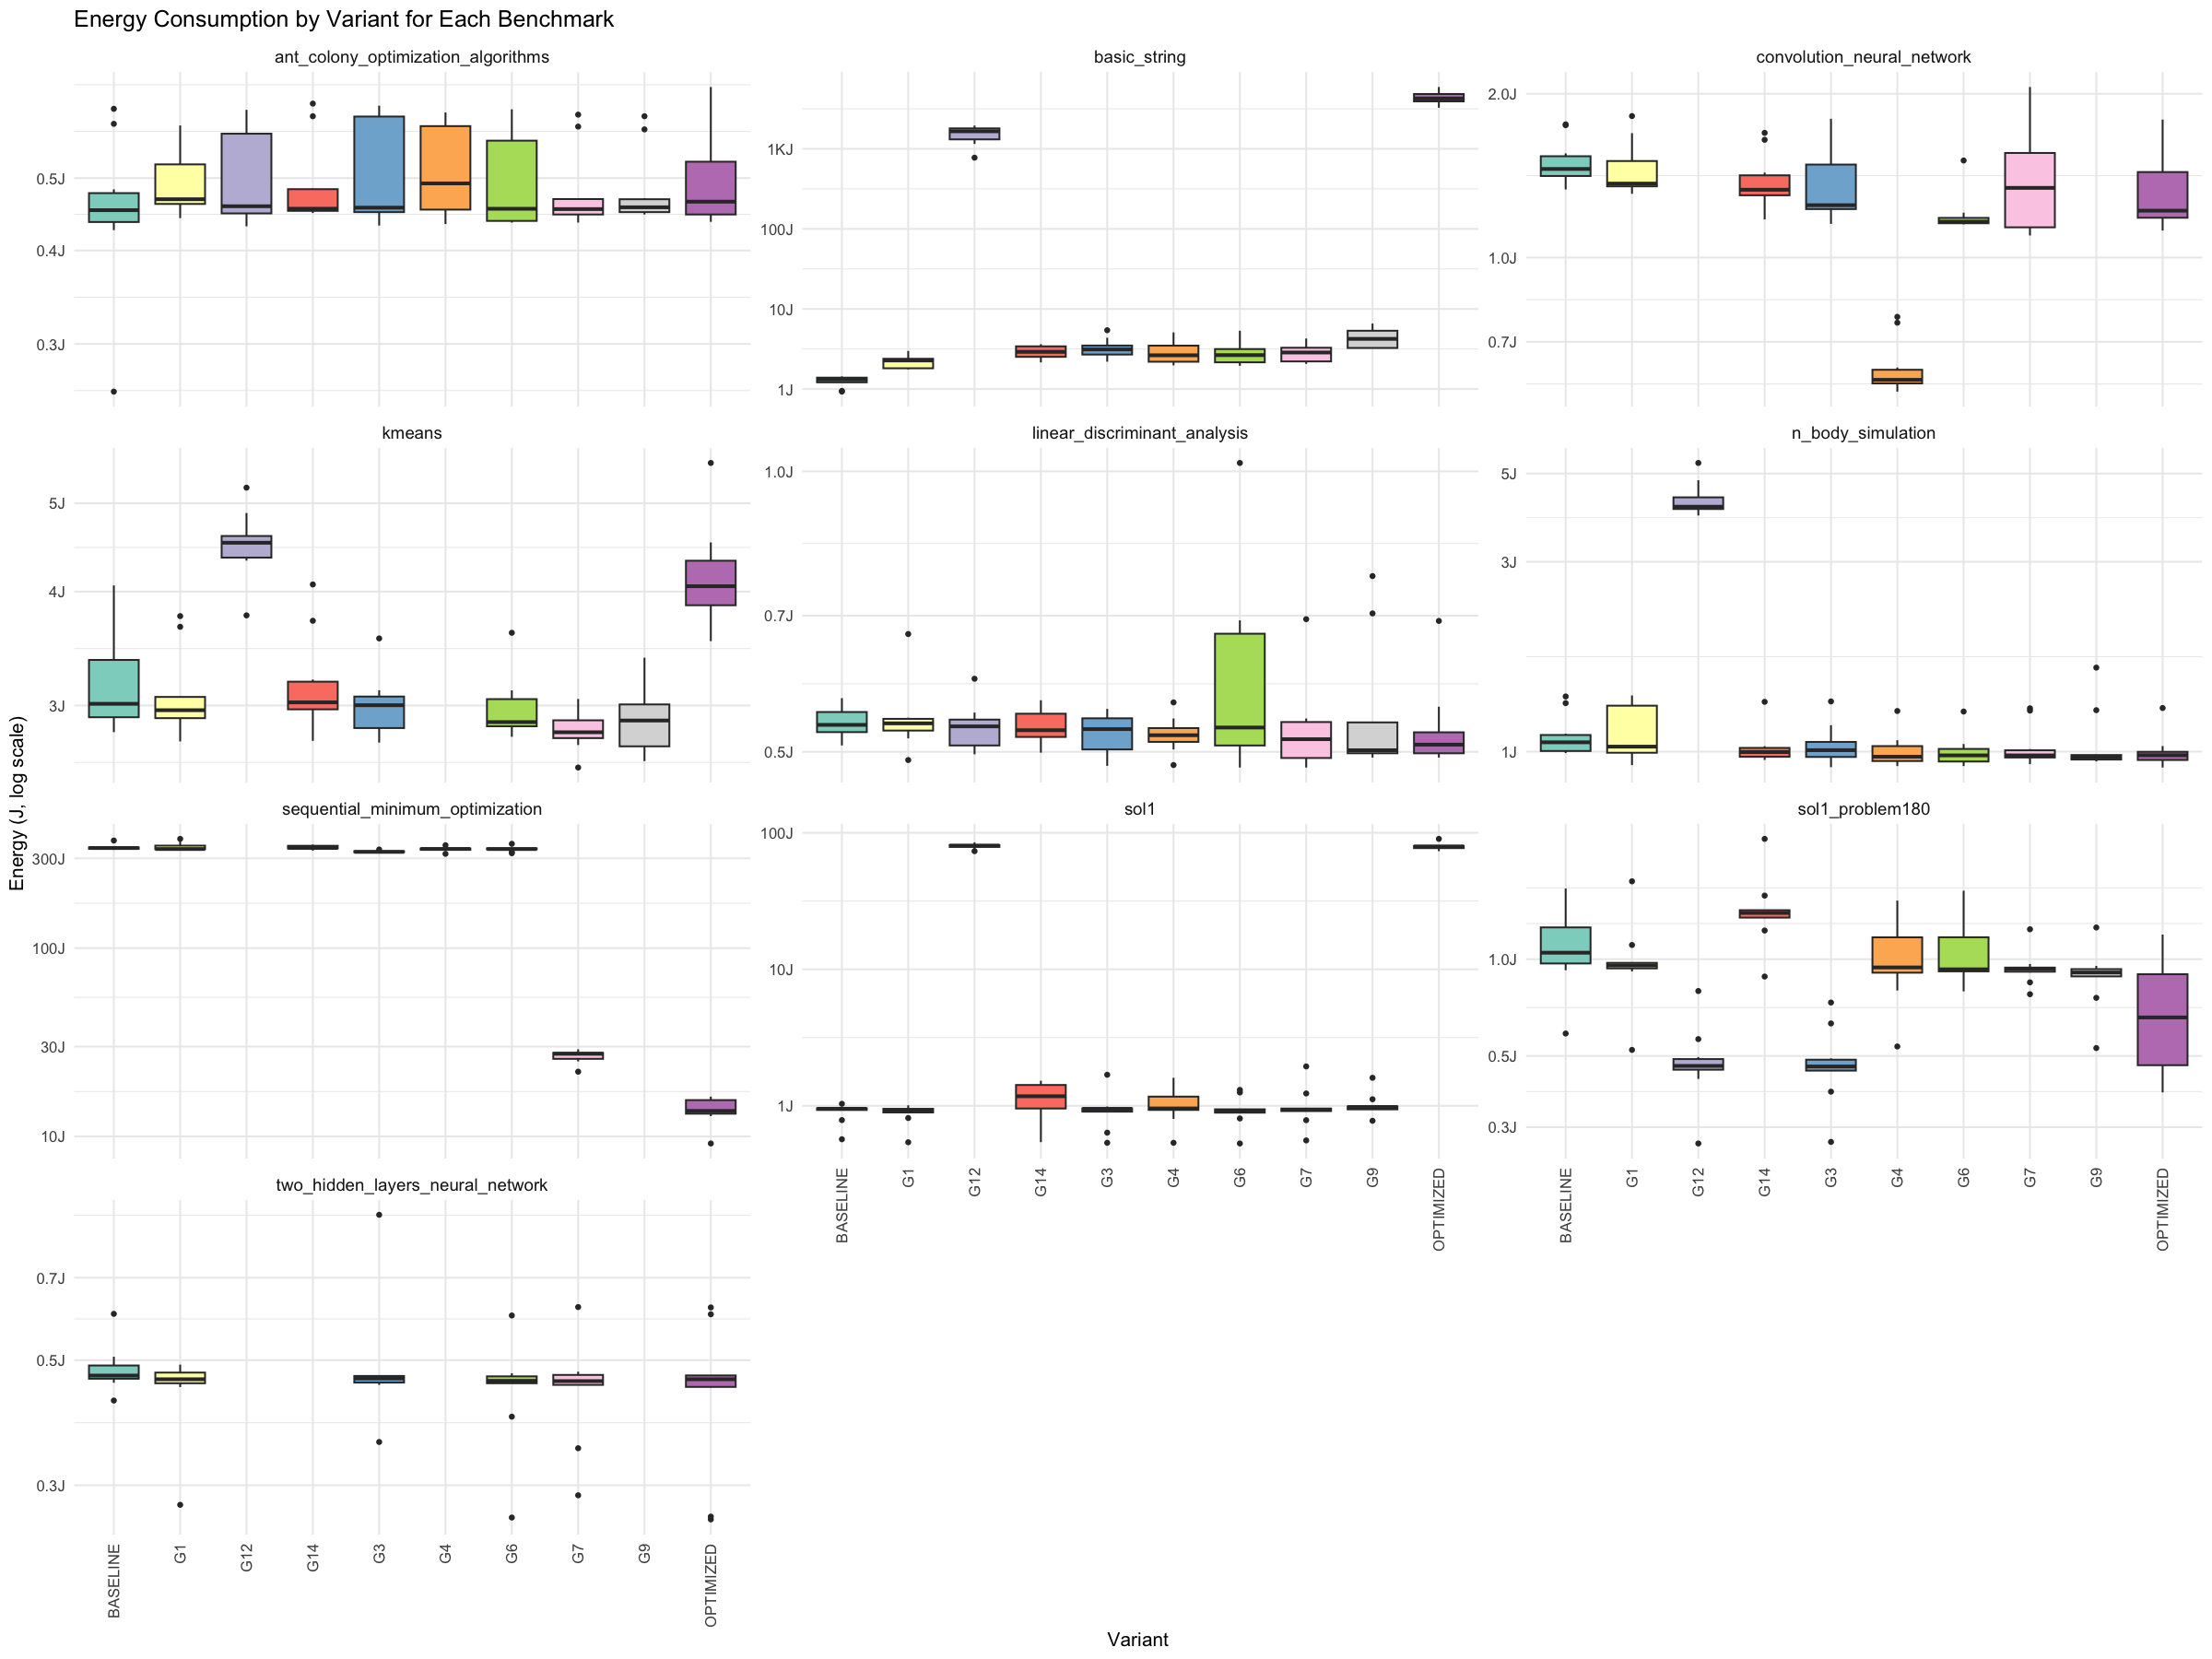 Energy Consumption by Variant for Each Benchmark
ant_colony_optimization_algorithms
basic_string
convolution_neural_network
0.5J
0.4J
0.3J
1KJ
100J
10J
1J
2.0J
1.0J
0.7J
kmeans
linear_discriminant_analysis
n_body_simulation
5J
4J
3J
1.0J
0.7J
0.5J
5J
3J
1J
Energy (J, log scale)
sequential_minimum_optimization
sol1
sol1_problem180
300J
100J
30J
10J
100J
10J
1J
1.0J
0.5J
0.3J
BASELINE
G1
G12
G14
G3
G4
G6
G7
G9
OPTIMIZED
BASELINE
G1
G12
G14
G3
G4
G6
G7
G9
OPTIMIZED
two_hidden_layers_neural_network
0.7J
0.5J
0.3J
BASELINE
G1
G12
G14
G3
G4
G6
G7
G9
OPTIMIZED
Variant